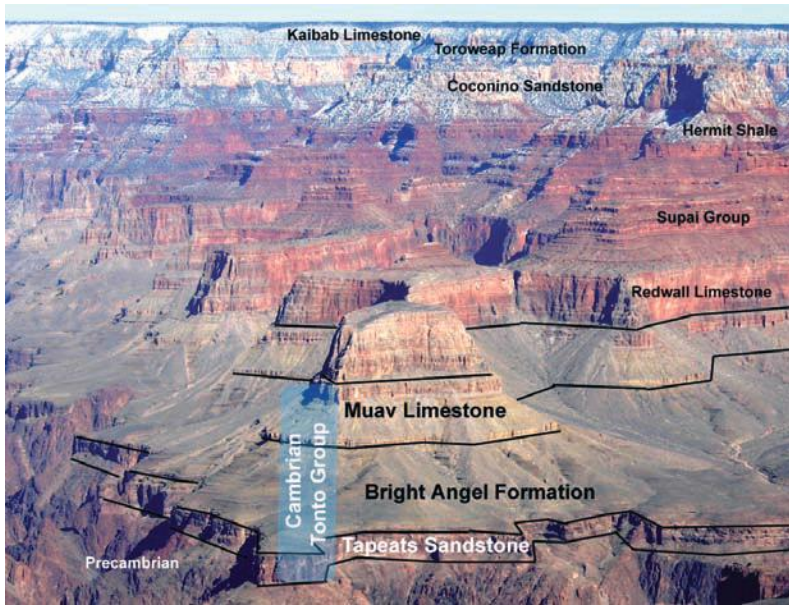 Kaibab Limestone
Toroweap Formation
Coconino Sandstone
Hermit Shale
Supai Group
Redwall Limestone
Muav Limestone
Cambrian
Tonto Group
Bright Angel Formation
Tapeats Sandstone
Precambrian